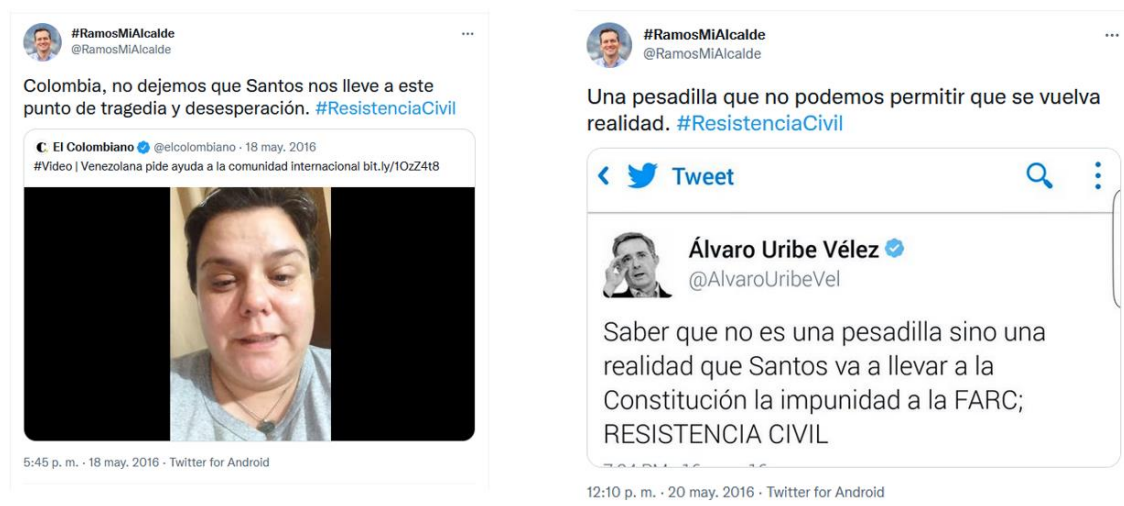 #RamosMiAlcalde
@RamosMiAlcalde
Colombia, no dejemos que Santos nos lleve a este
punto de tragedia y desesperación. #ResistenciaCivil
El Colombiano @elcolombiano · 18 may. 2016
#Video | Venezolana pide ayuda a la comunidad internacional bit.ly/1OzZ4t8
5:45 p. m. · 18 may. 2016 · Twitter for Android
#RamosMiAlcalde
@RamosMiAlcalde
Una pesadilla que no podemos permitir que se vuelva
realidad. #ResistenciaCivil
Tweet
Álvaro Uribe Vélez
@AlvaroUribeVel
Saber que no es una pesadilla sino una
realidad que Santos va a llevar a la
Constitución la impunidad a la FARC;
RESISTENCIA CIVIL
12:10 p. m. · 20 may. 2016 · Twitter for Android